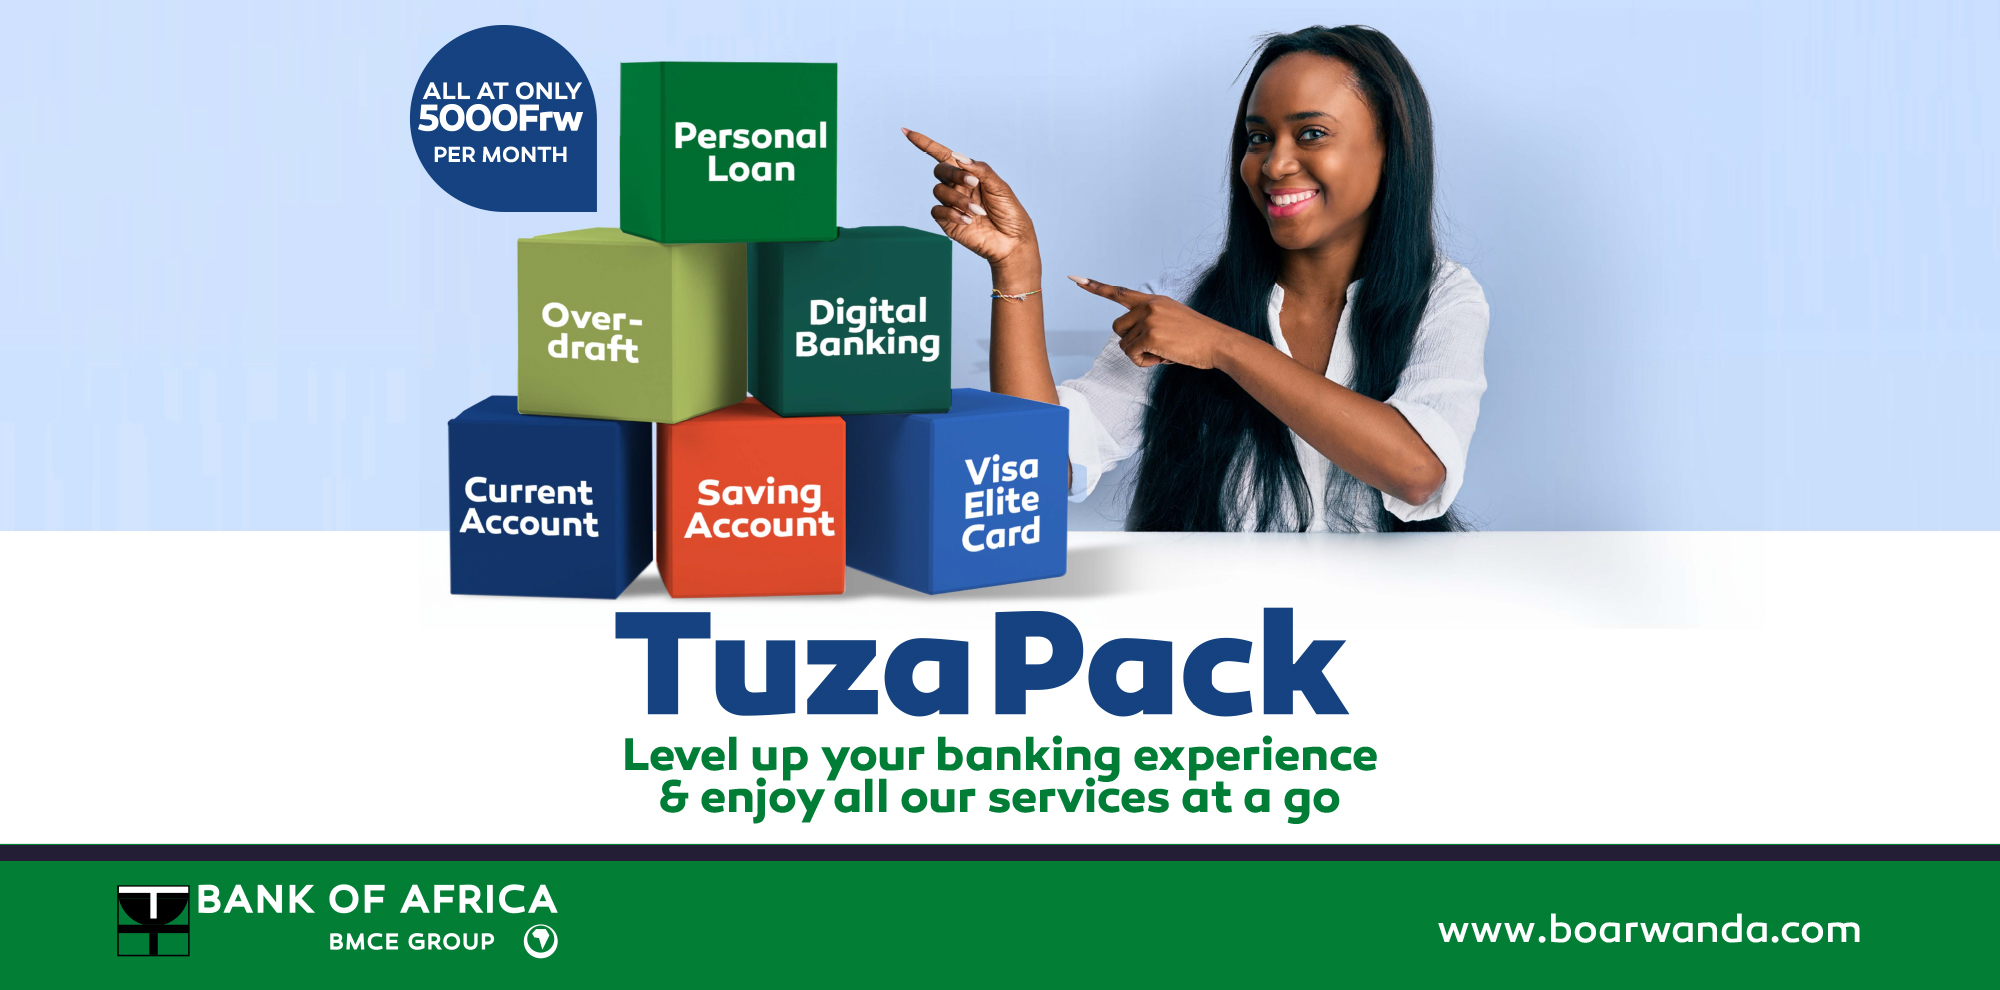 ALL AT ONLY
5000Frw
PER MONTH
Personal
Loan
Over-
draft
Digital
Banking
Current
Account
Saving
Account
Visa
Elite
Card
Tuza Pack
Level up your banking experience
& enjoy all our services at a go
BANK OF AFRICA
BMCE GROUP
www.boarwanda.com